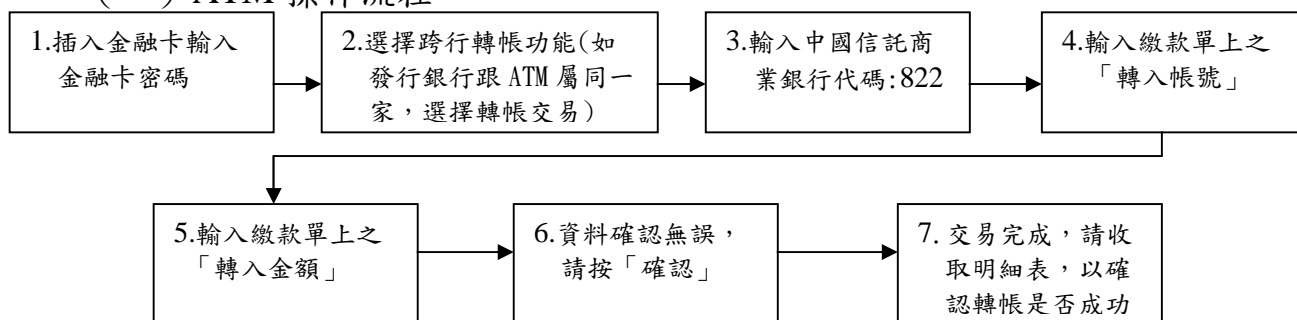 1.插入金融卡輸入
金融卡密碼
2.選擇跨行轉帳功能(如
發行銀行跟 ATM 屬同一
家，選擇轉帳交易)
3.輸入中國信託商
業銀行代碼:822
4.輸入繳款單上之
「轉入帳號」
5.輸入繳款單上之
「轉入金額」
6.資料確認無誤，
請按「確認」
7. 交易完成，請收
取明細表，以確
認轉帳是否成功